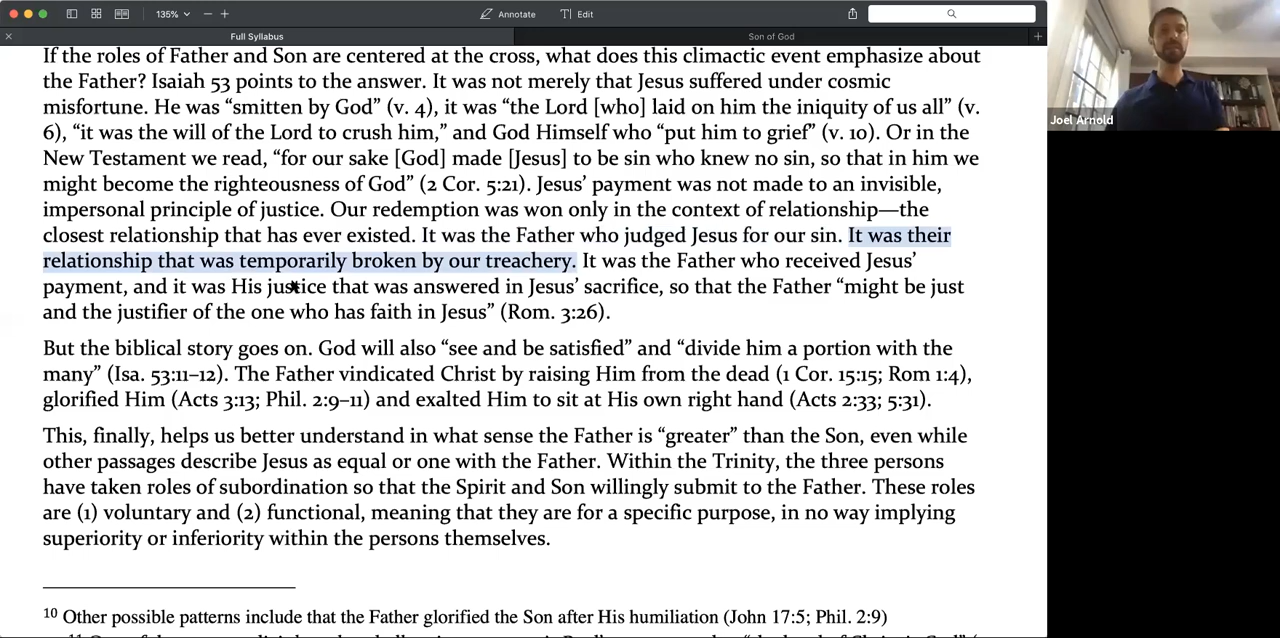 135%
Annotate
Edit
Full Syllabus
Son of God
Joel Arnold
If the roles of Father and Son are centered at the cross, what does this climactic event emphasize about
the Father? Isaiah 53 points to the answer. It was not merely that Jesus suffered under cosmic
misfortune. He was “smitten by God” (v. 4), it was “the Lord [who] laid on him the iniquity of us all” (v.
6), “it was the will of the Lord to crush him,” and God Himself who “put him to grief” (v. 10). Or in the
New Testament we read, “for our sake [God] made [Jesus] to be sin who knew no sin, so that in him we
might become the righteousness of God” (2 Cor. 5:21). Jesus’ payment was not made to an invisible,
impersonal principle of justice. Our redemption was won only in the context of relationship—the
closest relationship that has ever existed. It was the Father who judged Jesus for our sin. It was their
relationship that was temporarily broken by our treachery. It was the Father who received Jesus’
payment, and it was His justice that was answered in Jesus’ sacrifice, so that the Father “might be just
and the justifier of the one who has faith in Jesus” (Rom. 3:26).
But the biblical story goes on. God will also “see and be satisfied” and “divide him a portion with the
many” (Isa. 53:11–12). The Father vindicated Christ by raising Him from the dead (1 Cor. 15:15; Rom 1:4),
glorified Him (Acts 3:13; Phil. 2:9–11) and exalted Him to sit at His own right hand (Acts 2:33; 5:31).
This, finally, helps us better understand in what sense the Father is “greater” than the Son, even while
other passages describe Jesus as equal or one with the Father. Within the Trinity, the three persons
have taken roles of subordination so that the Spirit and Son willingly submit to the Father. These roles
are (1) voluntary and (2) functional, meaning that they are for a specific purpose, in no way implying
superiority or inferiority within the persons themselves.
10 Other possible patterns include that the Father glorified the Son after His humiliation (John 17:5; Phil. 2:9)